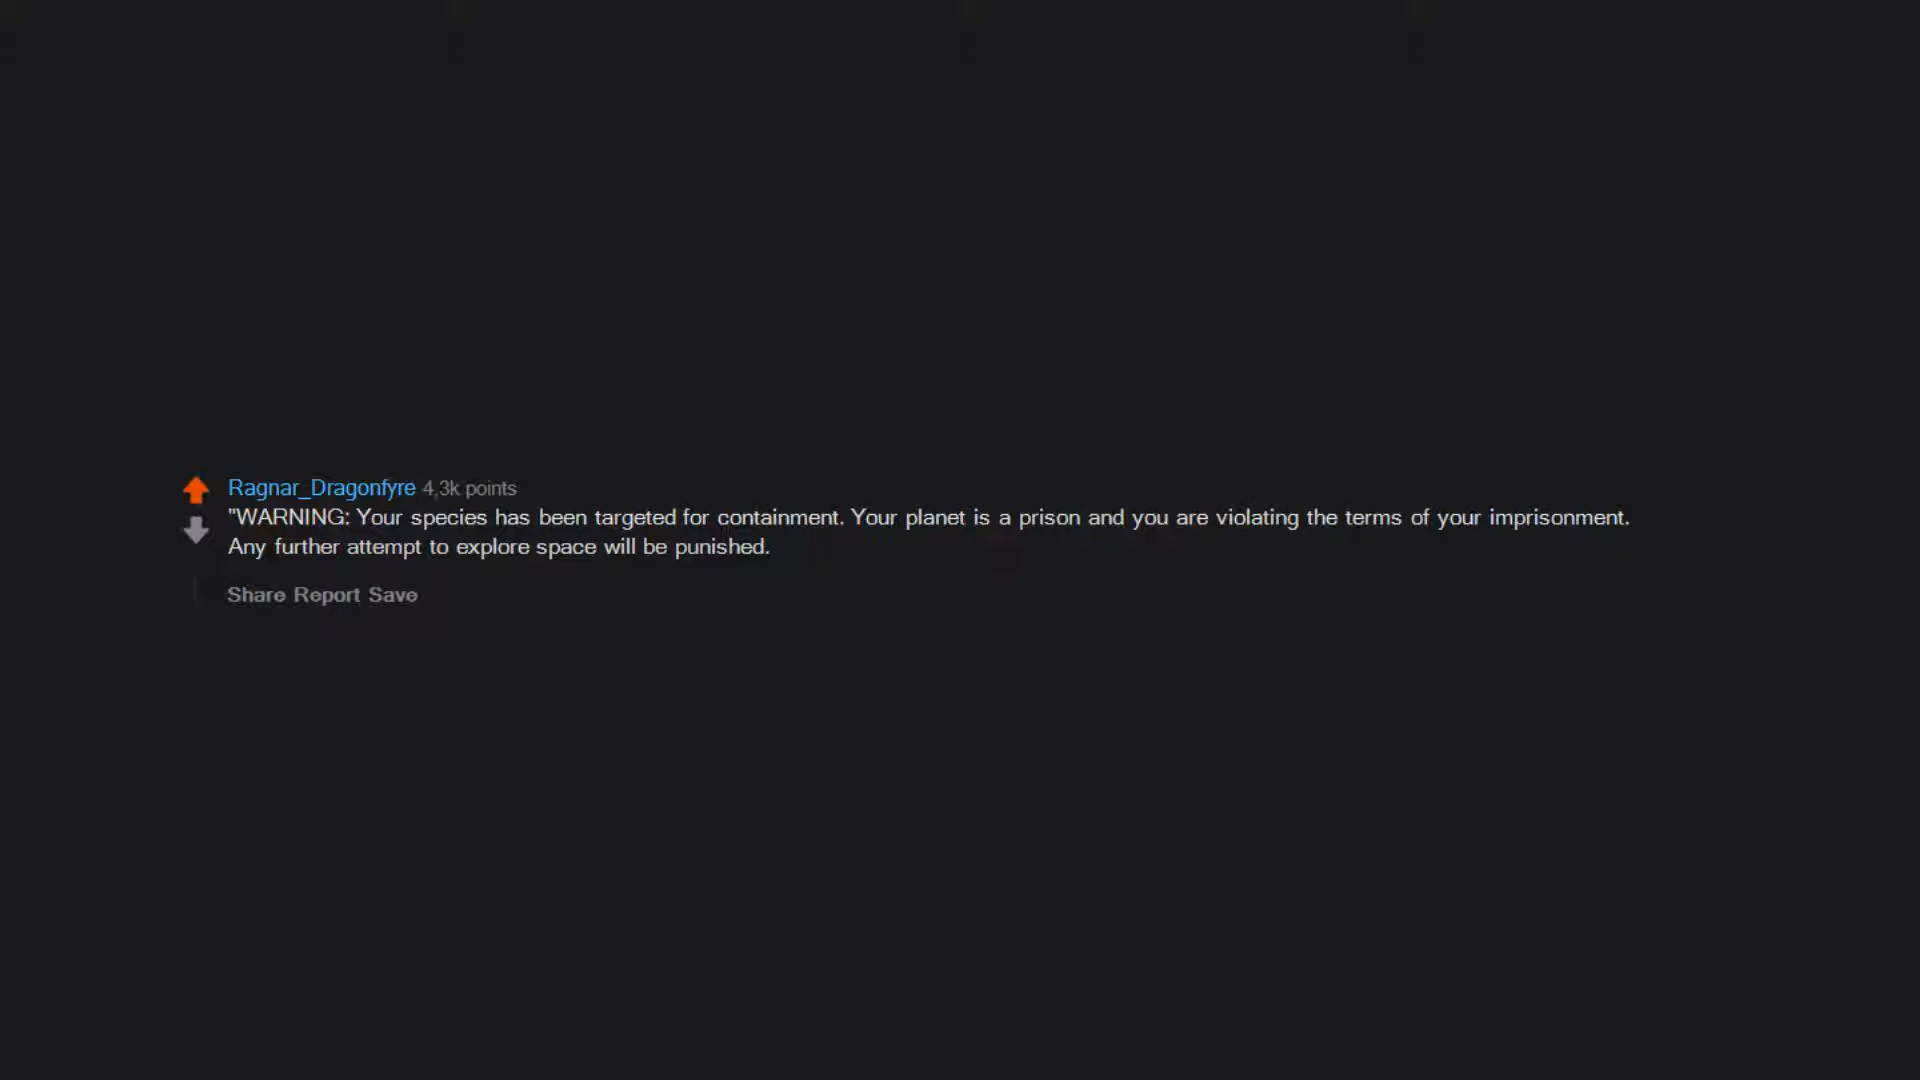 Ragnar_Dragonfyre 4,3k points
"WARNING: Your species has been targeted for containment. Your planet is a prison and you are violating the terms of your imprisonment.
Any further attempt to explore space will be punished.
Share Report Save